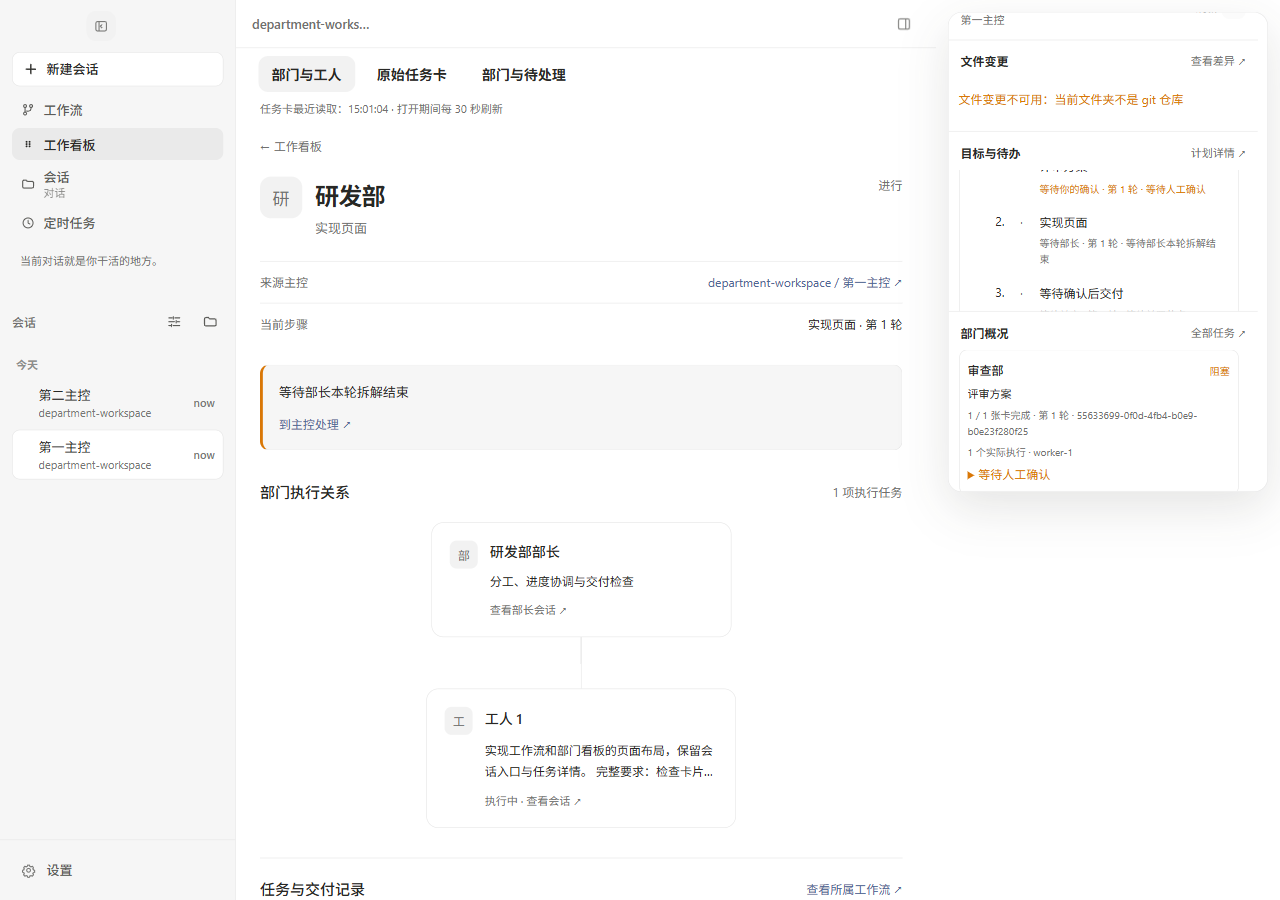 新建会话
工作流
工作看板
会话
对话
定时任务
当前对话就是你干活的地方。
会话
今天
第二主控
department-workspace
now
第一主控
department-workspace
now
设置
department-works...
部门与工人
原始任务卡
部门与待处理
任务卡最近读取：15:01:04 · 打开期间每 30 秒刷新
← 工作看板
研
研发部
实现页面
进行
来源主控
department-workspace / 第一主控 ↗
当前步骤
实现页面 · 第 1 轮
等待部长本轮拆解结束
到主控处理 ↗
部门执行关系
1 项执行任务
部
研发部部长
分工、进度协调与交付检查
查看部长会话 ↗
工
工人 1
实现工作流和部门看板的页面布局，保留会
话入口与任务详情。 完整要求：检查卡片...
执行中 · 查看会话 ↗
任务与交付记录
查看所属工作流 ↗
第一主控
文件变更
查看差异 ↗
文件变更不可用：当前文件夹不是 git 仓库
目标与待办
计划详情 ↗
等待你的确认 · 第 1 轮 · 等待人工确认
2. · 实现页面
等待部长 · 第 1 轮 · 等待部长本轮拆解结
束
3. · 等待确认后交付
部门概况
全部任务 ↗
审查部
阻塞
评审方案
1 / 1 张卡完成 · 第 1 轮 · 55633699-0f0d-4fb4-b0e9-
b0e23f280f25
1 个实际执行 · worker-1
▶ 等待人工确认